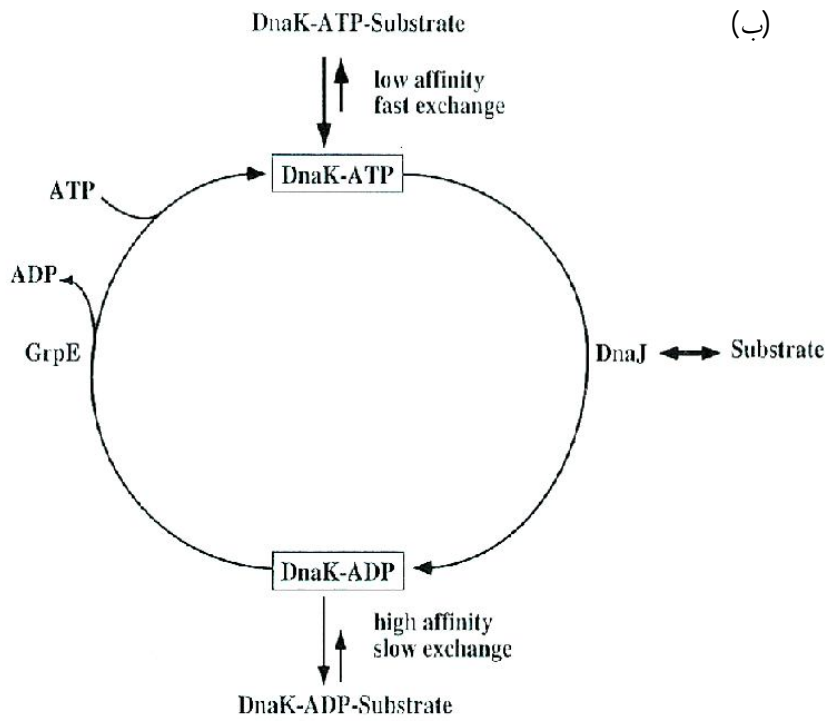 (ب)
DnaK-ATP-Substrate
low affinity
fast exchange
DnaK-ATP
ATP
ADP
GrpE
DnaJ
Substrate
DnaK-ADP
high affinity
slow exchange
DnaK-ADP-Substrate